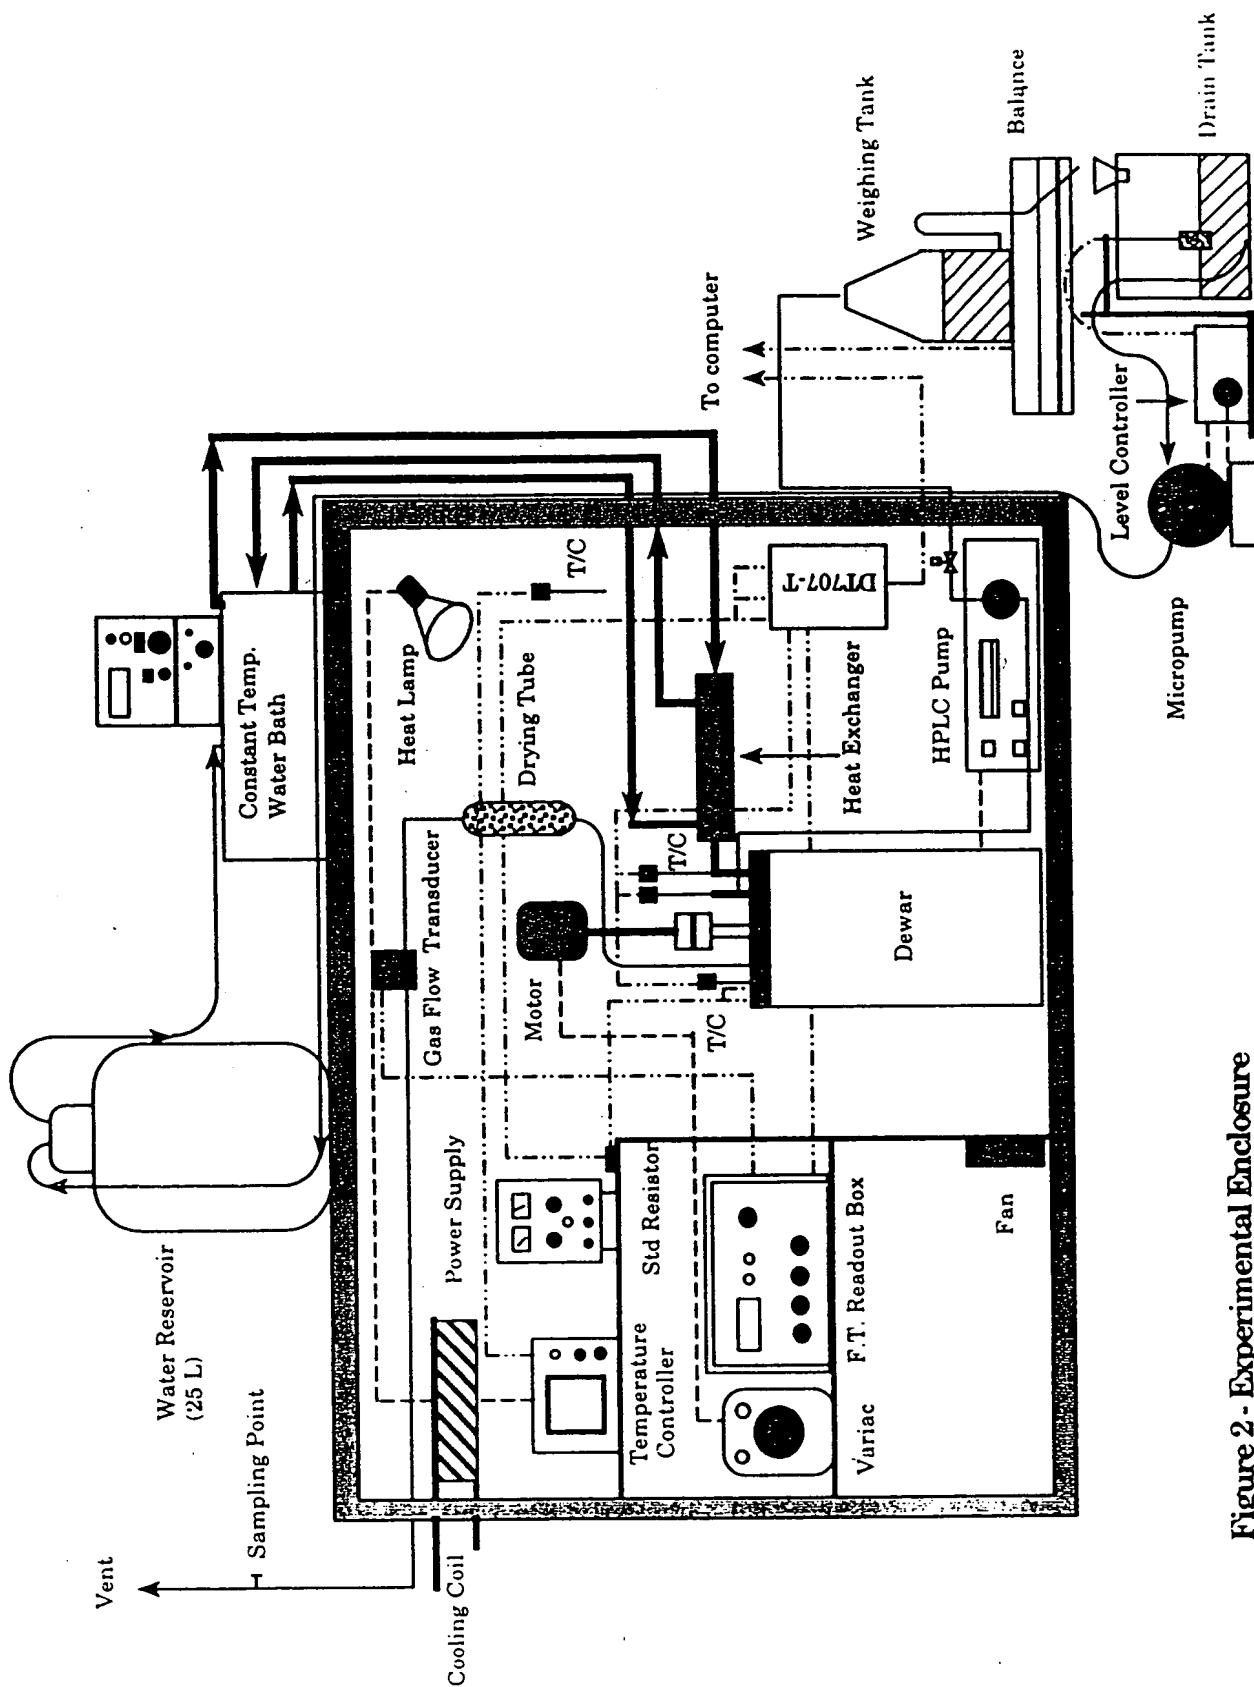 Vent
Sampling Point
Water Reservoir
(25 L)
Constant Temp.
Water Bath
Cooling Coil
Power Supply
Gas Flow Transducer
Heat Lamp
Drying Tube
T/C
Motor
Temperature
Controller
Std Resistor
T/C
T/C
Heat Exchanger
DT707-T
To computer
Weighing Tank
Balance
Drain Tank
Level Controller
Micropump
HPLC Pump
Dewar
Variac
F.T. Readout Box
Fan
Figure 2 - Experimental Enclosure